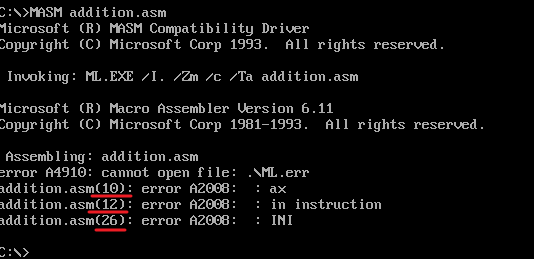 C:\>MASM addition.asm
Microsoft (R) MASM Compatibility Driver
Copyright (C) Microsoft Corp 1993.  All rights reserved.
Invoking: ML.EXE /I. /Zm /c /Ta addition.asm
Microsoft (R) Macro Assembler Version 6.11
Copyright (C) Microsoft Corp 1981-1993.  All rights reserved.
Assembling: addition.asm
error A4910: cannot open file: .\ML.err
addition.asm(10): error A2008:  : ax
addition.asm(12): error A2008:  : in instruction
addition.asm(26): error A2008:  : INI
C:\>